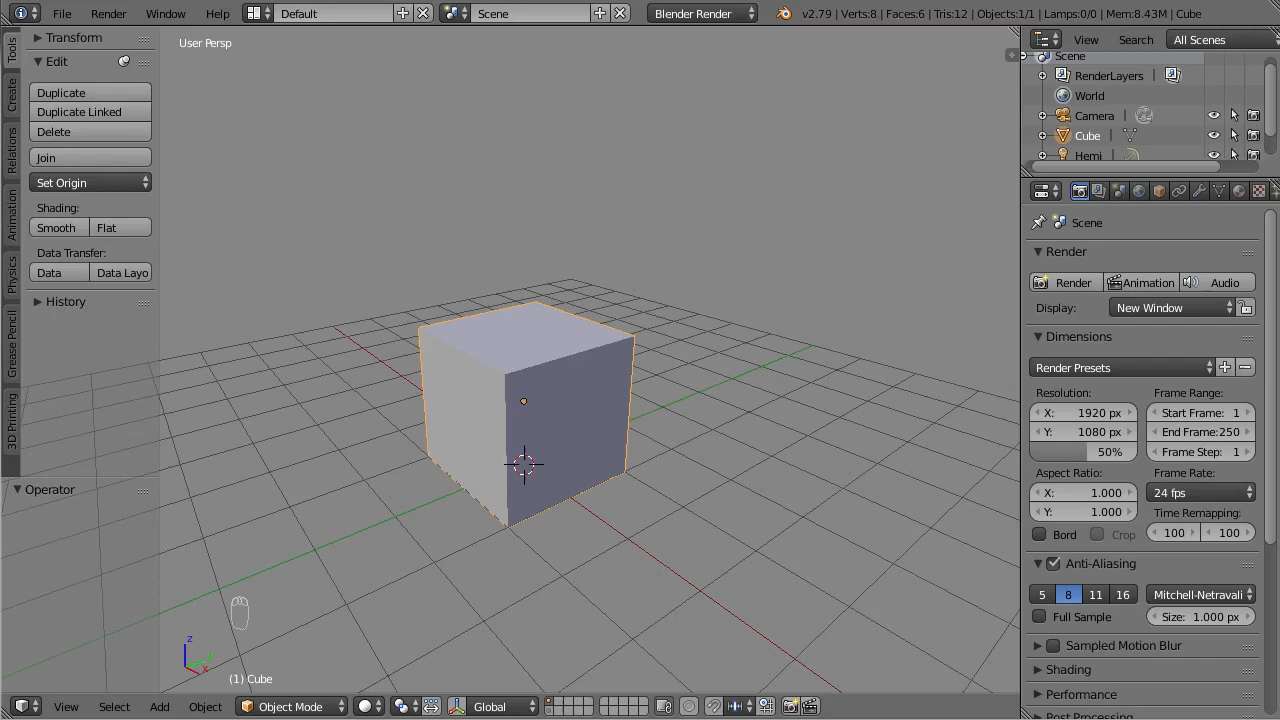 File Render Window Help Default Scene Blender Render v2.79 | Verts:8 | Faces:6 | Tris:12 | Objects:1/1 | Lamps:0/0 | Mem:8.43M | Cube
Tools
Create
Relations
Animation
Physics
Grease Pencil
3D Printing
Transform
Edit
Duplicate
Duplicate Linked
Delete
Join
Set Origin
Shading:
Smooth Flat
Data Transfer:
Data Data Layo
History
Operator
User Persp
z
y
x
(1) Cube
View Select Add Object Object Mode Global
View Search All Scenes
Scene
RenderLayers |
World
Camera |
Cube |
Hemi |
Scene
Render
Render Animation Audio
Display: New Window
Dimensions
Render Presets
Resolution: Frame Range:
X: 1920 px Start Frame: 1
Y: 1080 px End Frame:250
50% Frame Step: 1
Aspect Ratio: Frame Rate:
X: 1.000 24 fps
Y: 1.000 Time Remapping:
Bord Crop 100 100
Anti-Aliasing
5 8 11 16 Mitchell-Netravali
Full Sample Size: 1.000 px
Sampled Motion Blur
Shading
Performance
Post Processing